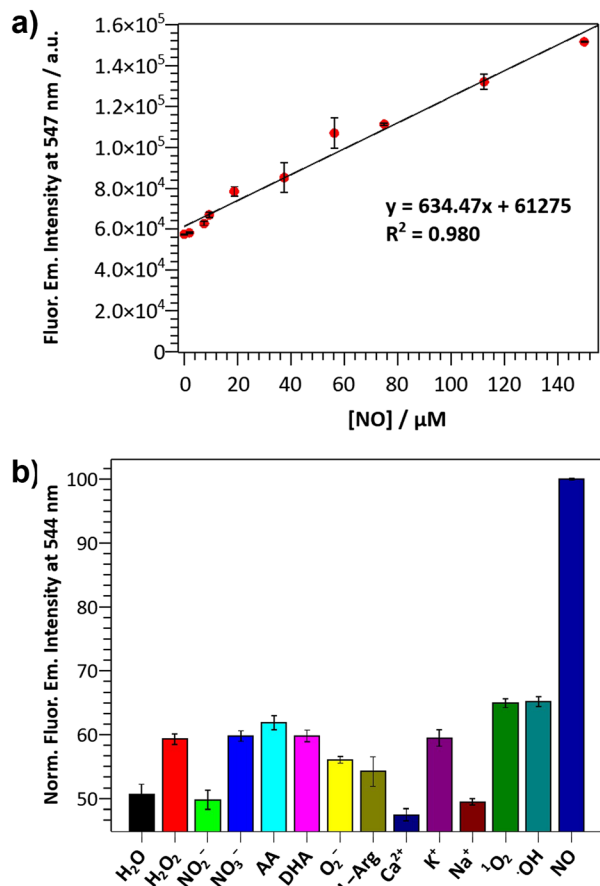 a)
Fluor. Em. Intensity at 547 nm / a.u.
1.6×10⁵
1.4×10⁵
1.2×10⁵
1.0×10⁵
8.0×10⁴
6.0×10⁴
4.0×10⁴
2.0×10⁴
0
y = 634.47x + 61275
R² = 0.980
0 20 40 60 80 100 120 140
[NO] / µM
b)
Norm. Fluor. Em. Intensity at 544 nm
100
90
80
70
60
50
H₂O H₂O₂ NO₂⁻ NO₃⁻ AA DHA O₂⁻ –Arg Ca²⁺ K⁺ Na⁺ ¹O₂ ·OH NO